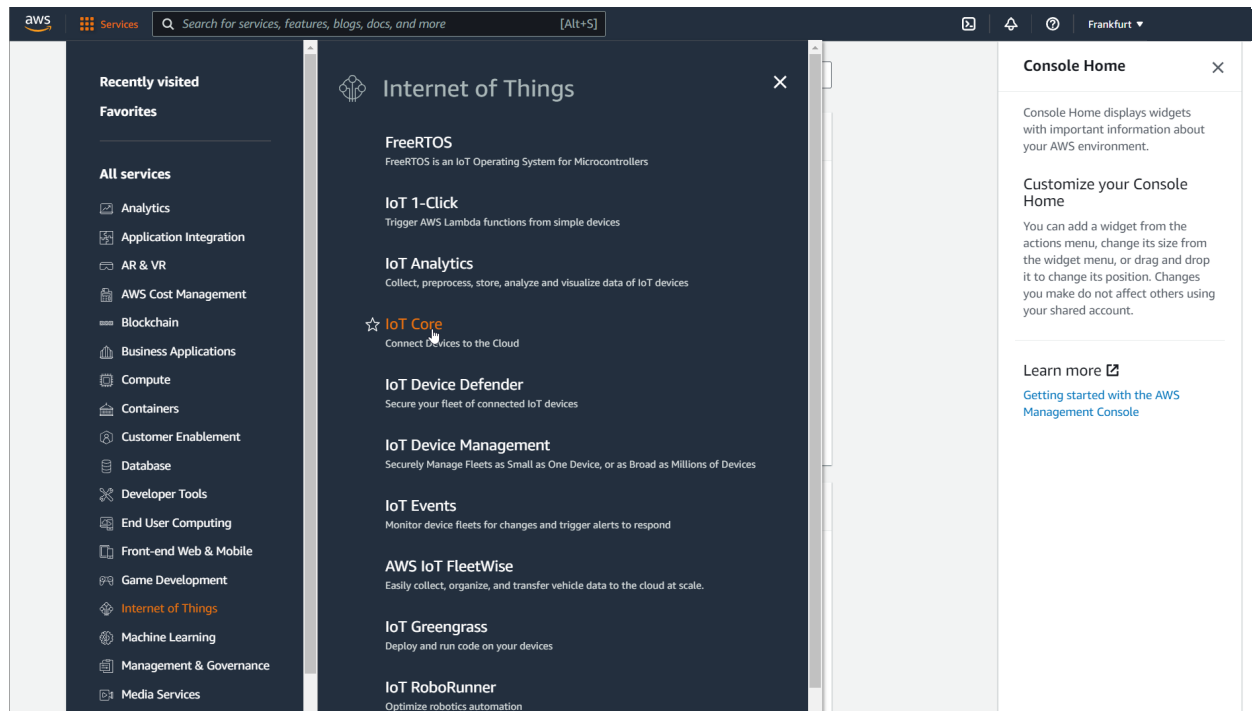 aws
Services
Search for services, features, blogs, docs, and more
[Alt+S]
Frankfurt
Recently visited
Favorites
All services
Analytics
Application Integration
AR & VR
AWS Cost Management
Blockchain
Business Applications
Compute
Containers
Customer Enablement
Database
Developer Tools
End User Computing
Front-end Web & Mobile
Game Development
Internet of Things
Machine Learning
Management & Governance
Media Services
Internet of Things
FreeRTOS
FreeRTOS is an IoT Operating System for Microcontrollers
IoT 1-Click
Trigger AWS Lambda functions from simple devices
IoT Analytics
Collect, preprocess, store, analyze and visualize data of IoT devices
IoT Core
Connect Devices to the Cloud
IoT Device Defender
Secure your fleet of connected IoT devices
IoT Device Management
Securely Manage Fleets as Small as One Device, or as Broad as Millions of Devices
IoT Events
Monitor device fleets for changes and trigger alerts to respond
AWS IoT FleetWise
Easily collect, organize, and transfer vehicle data to the cloud at scale.
IoT Greengrass
Deploy and run code on your devices
IoT RoboRunner
Optimize robotics automation
Console Home
Console Home displays widgets
with important information about
your AWS environment.
Customize your Console
Home
You can add a widget from the
actions menu, change its size from
the widget menu, or drag and drop
it to change its position. Changes
you make do not affect others using
your shared account.
Learn more
Getting started with the AWS
Management Console